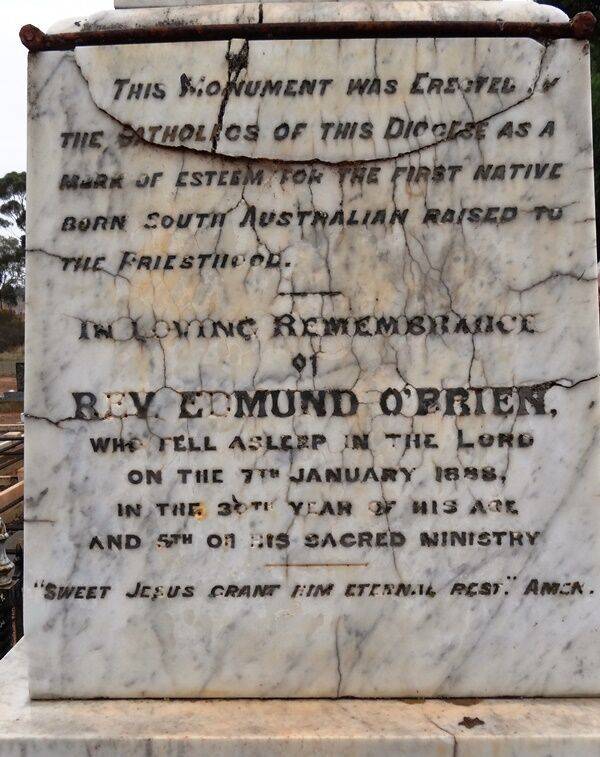 THIS MONUMENT WAS ERECTED BY
THE CATHOLICS OF THIS DIOCESE AS A
MARK OF ESTEEM FOR THE FIRST NATIVE
BORN SOUTH AUSTRALIAN RAISED TO
THE PRIESTHOOD.
IN LOVING REMEMBRANCE
OF
REV. EDMUND O'BRIEN,
WHO FELL ASLEEP IN THE LORD
ON THE 7TH JANUARY 1888,
IN THE 30TH YEAR OF HIS AGE
AND 5TH OF HIS SACRED MINISTRY
"SWEET JESUS GRANT HIM ETERNAL REST." AMEN.